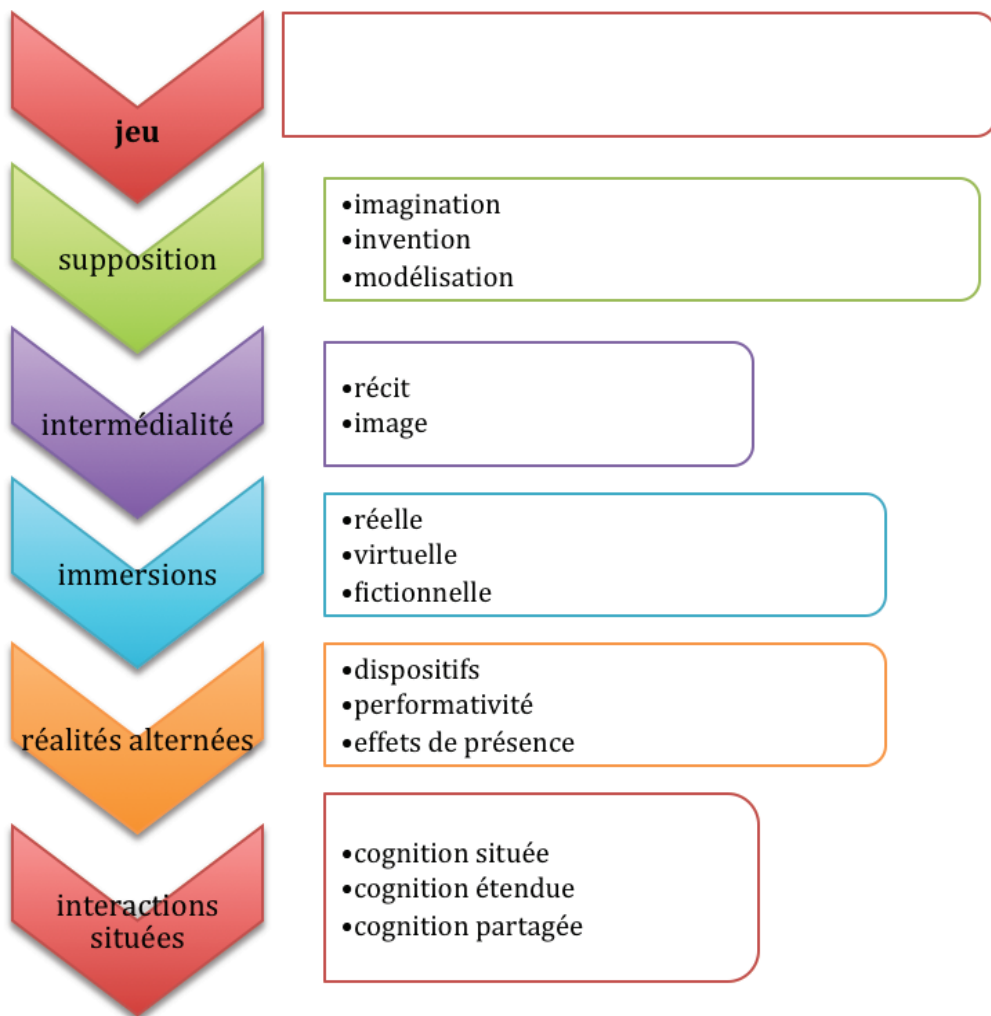 jeu
supposition
•imagination
•invention
•modélisation
intermédialité
•récit
•image
immersions
•réelle
•virtuelle
•fictionnelle
réalités alternées
•dispositifs
•performativité
•effets de présence
interactions
situées
•cognition située
•cognition étendue
•cognition partagée